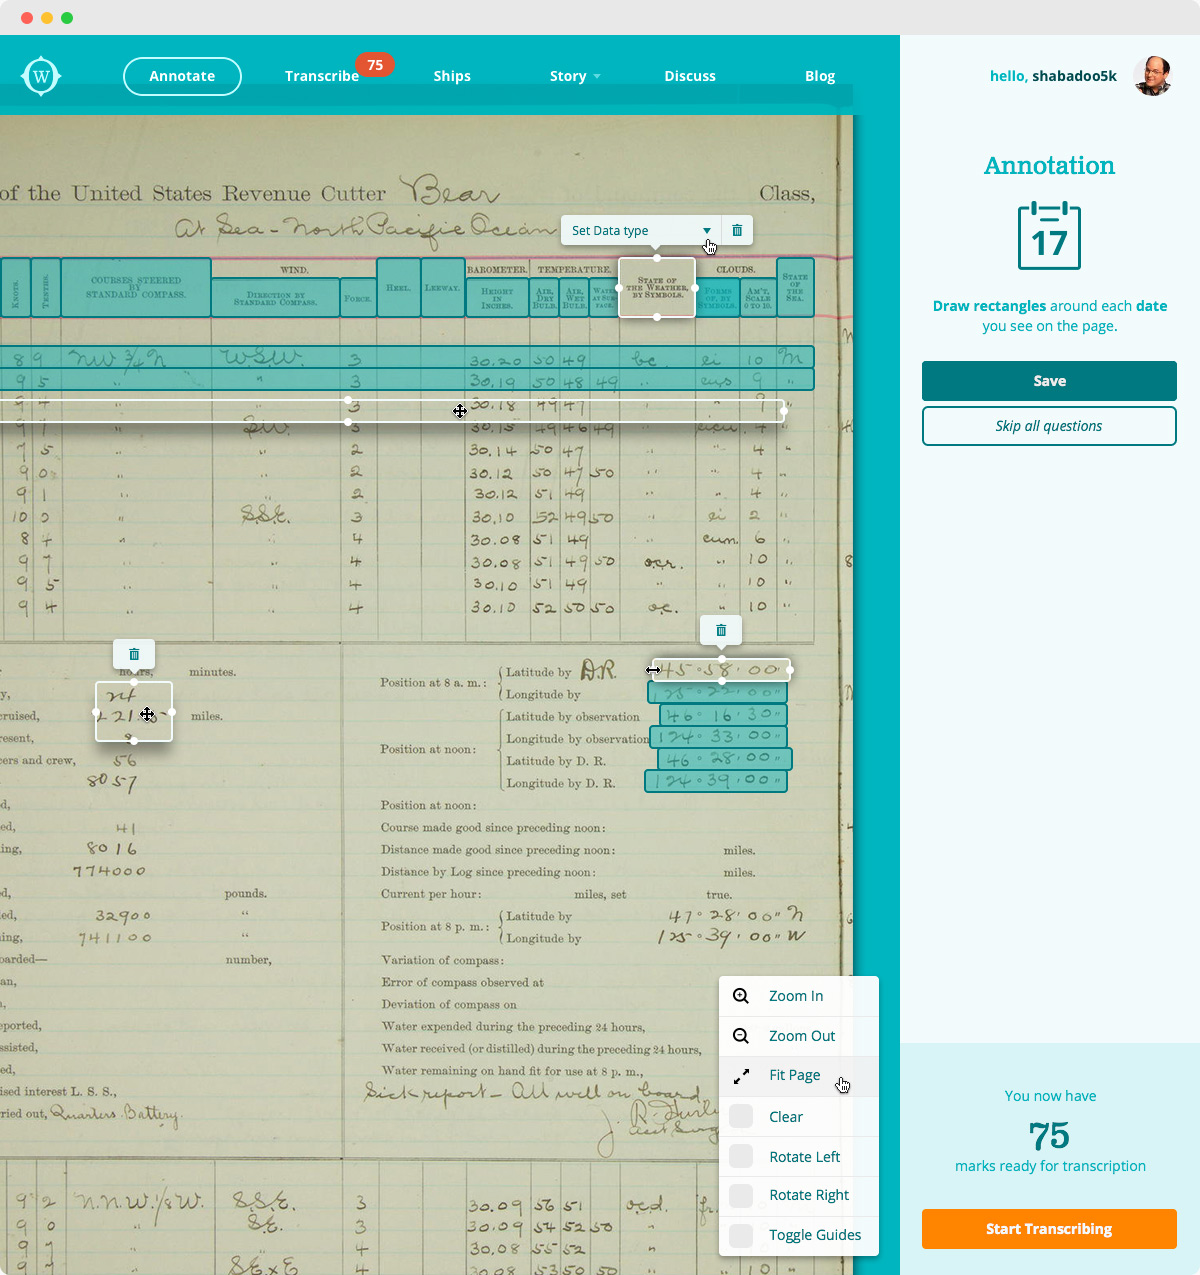 W
Annotate
Transcribe
75
Ships
Story
Discuss
Blog
hello, shabadoo5k
of the United States Revenue Cutter Bear Class,
At Sea - North Pacific Ocean
Set Data type
KNOTS.
TENTHS.
COURSES STEERED BY STANDARD COMPASS.
WIND.
DIRECTION BY STANDARD COMPASS.
FORCE.
HEEL.
LEEWAY.
BAROMETER.
HEIGHT IN INCHES.
TEMPERATURE.
AIR, DRY BULB.
AIR, WET BULB.
WATER AT SURFACE.
STATE OF THE WEATHER, BY SYMBOLS.
CLOUDS.
FORMS OF, BY SYMBOLS.
AM'T, SCALE 0 TO 10.
STATE OF THE SEA.
8 9 NW ¾ N W.S.W. 3 30.20 50 49 bc. ci 10 M
9 5 " " 3 30.19 50 48 49 " 9 "
9 4 " " 3 30.18 49 47 " 9 "
9 1 " S.W. 3 30.15 49 46 49 " 4
7 5 " " 2 30.14 50 47 " " 4 "
9 0 " " 2 30.12 50 47 50 " " 4 "
9 1 " " 2 30.12 51 49 " " 4 "
10 0 " S.S.E. 3 30.10 52 49 50 " ci 2 "
8 4 " " 4 30.08 51 49 " cum. 6 "
9 7 " " 4 30.08 51 49 50 ocr. " 10 "
9 5 " " 4 30.10 51 49 " " 10 "
9 4 " " 4 30.10 52 50 50 oc. " 10 "
hours, minutes.
24
221. miles.
cruised,
resent,
cers and crew, 56
8057
ed, 41
ing, 8016
774000
ed, pounds.
ed, 32900 "
ning, 741100 "
oarded—
number,
an,
eported,
ssisted,
ised interest L. S. S.,
ried out, Quarters. Battery.
Position at 8 a. m.:
Latitude by D.R. 45° 58' 00"
Longitude by 125° 22' 00"
Position at noon:
Latitude by observation 46° 16' 30"
Longitude by observation 124° 33' 00"
Latitude by D. R. 46° 28' 00"
Longitude by D. R. 124° 39' 00"
Position at noon:
Course made good since preceding noon:
Distance made good since preceding noon: miles.
Distance by Log since preceding noon: miles.
Current per hour: miles, set true.
Position at 8 p. m.:
Latitude by 47° 28' 00" N
Longitude by 125° 39' 00" W
Variation of compass:
Error of compass observed at
Deviation of compass on
Water expended during the preceding 24 hours,
Water received (or distilled) during the preceding 24 hours,
Water remaining on hand fit for use at 8 p. m.,
Sick report - All well on board
9 2 N.N.W. 1/8 W. S.S.E. 3 30.09 56 51 ocd. fr.
9 0 " S.E. 3 30.09 54 52 50 "
9 7 " " 4 30.08 55 52 "
S.E. x E 4 30.08 53 50 50 " " 10 "
Zoom In
Zoom Out
Fit Page
Clear
Rotate Left
Rotate Right
Toggle Guides
Annotation
17
Draw rectangles around each date
you see on the page.
Save
Skip all questions
You now have
75
marks ready for transcription
Start Transcribing